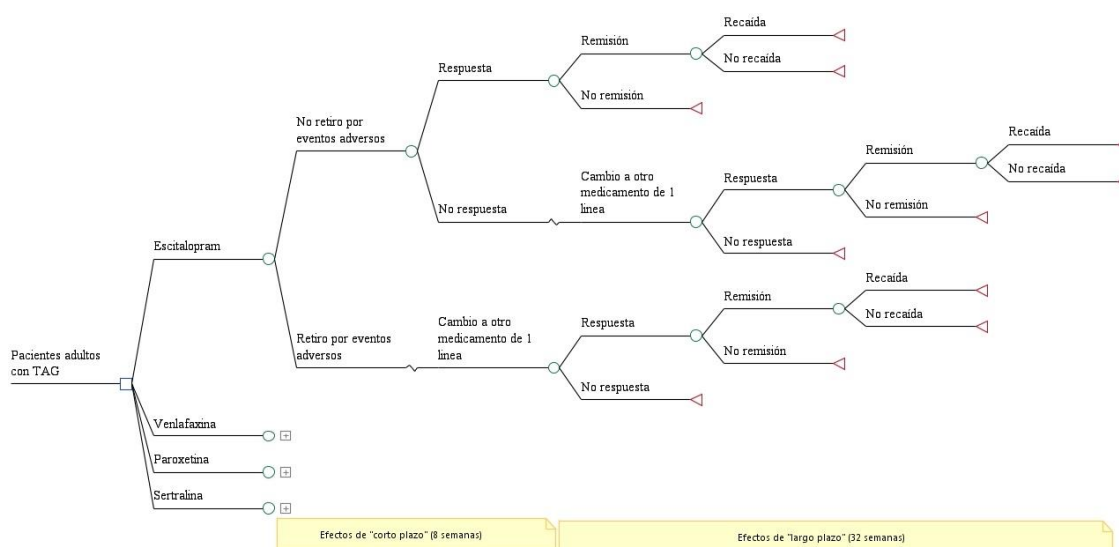 Recaída
Remisión
No recaída
Respuesta
No remisión
No retiro por
eventos adversos
Recaída
Remisión
No recaída
Cambio a otro
medicamento de 1
linea
Respuesta
No respuesta
No remisión
No respuesta
Escitalopram
Recaída
Remisión
No recaída
Cambio a otro
medicamento de 1
linea
Respuesta
Retiro por eventos
adversos
No remisión
No respuesta
Pacientes adultos
con TAG
Venlafaxina
Paroxetina
Sertralina
Efectos de "corto plazo" (8 semanas)
Efectos de "largo plazo" (32 semanas)